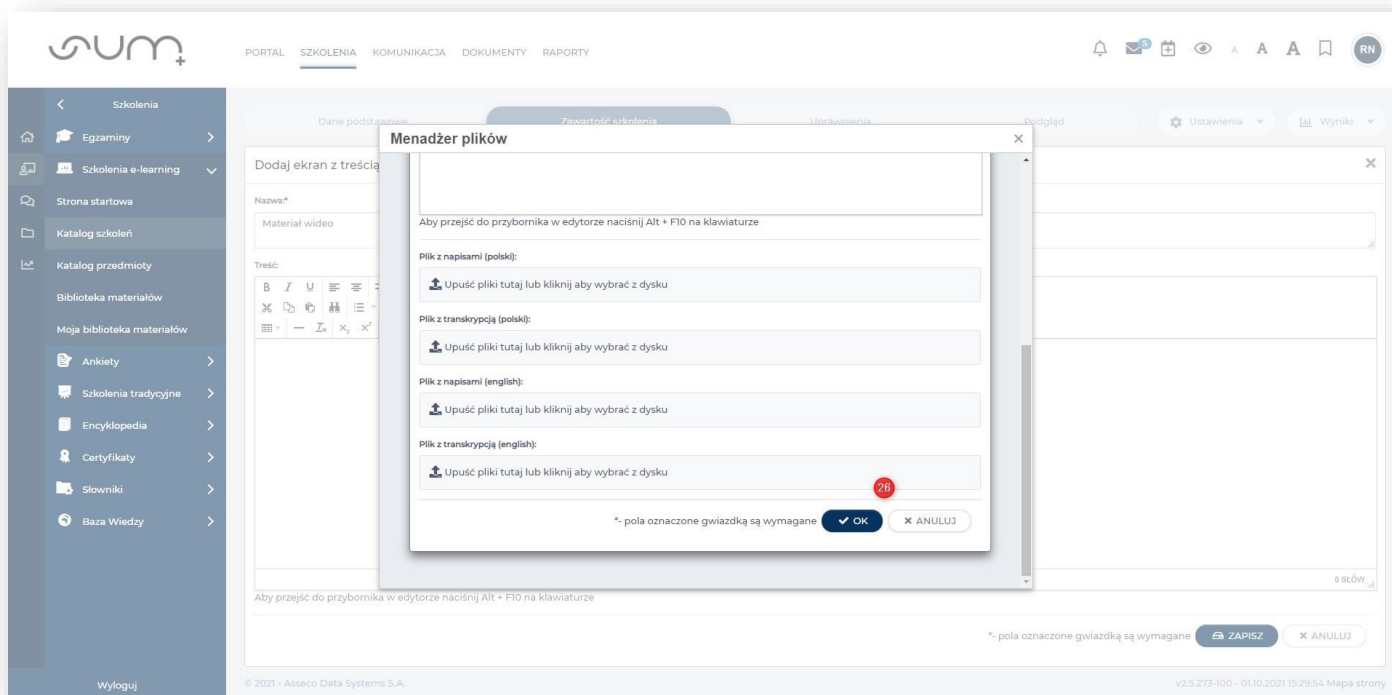 sum+
PORTAL SZKOLENIA KOMUNIKACJA DOKUMENTY RAPORTY
5 A A A RN
Szkolenia
Egzaminy
Szkolenia e-learning
Strona startowa
Katalog szkoleń
Katalog przedmioty
Biblioteka materiałów
Moja biblioteka materiałów
Ankiety
Szkolenia tradycyjne
Encyklopedia
Certyfikaty
Słowniki
Baza Wiedzy
Wyloguj
Dane podstawowe Zawartość szkolenia Uprawnienia Podgląd Ustawienia Wyniki
Dodaj ekran z treścią
Nazwa:*
Materiał wideo
Treść:
B I U
Menadżer plików
Aby przejść do przybornika w edytorze naciśnij Alt + F10 na klawiaturze
Plik z napisami (polski):
Upuść pliki tutaj lub kliknij aby wybrać z dysku
Plik z transkrypcją (polski):
Upuść pliki tutaj lub kliknij aby wybrać z dysku
Plik z napisami (english):
Upuść pliki tutaj lub kliknij aby wybrać z dysku
Plik z transkrypcją (english):
Upuść pliki tutaj lub kliknij aby wybrać z dysku
26
*- pola oznaczone gwiazdką są wymagane OK ANULUJ
0 SŁÓW
Aby przejść do przybornika w edytorze naciśnij Alt + F10 na klawiaturze
*- pola oznaczone gwiazdką są wymagane ZAPISZ ANULUJ
© 2021 - Asseco Data Systems S.A.
v2.5.273-100 - 01.10.2021 15:29:54 Mapa strony